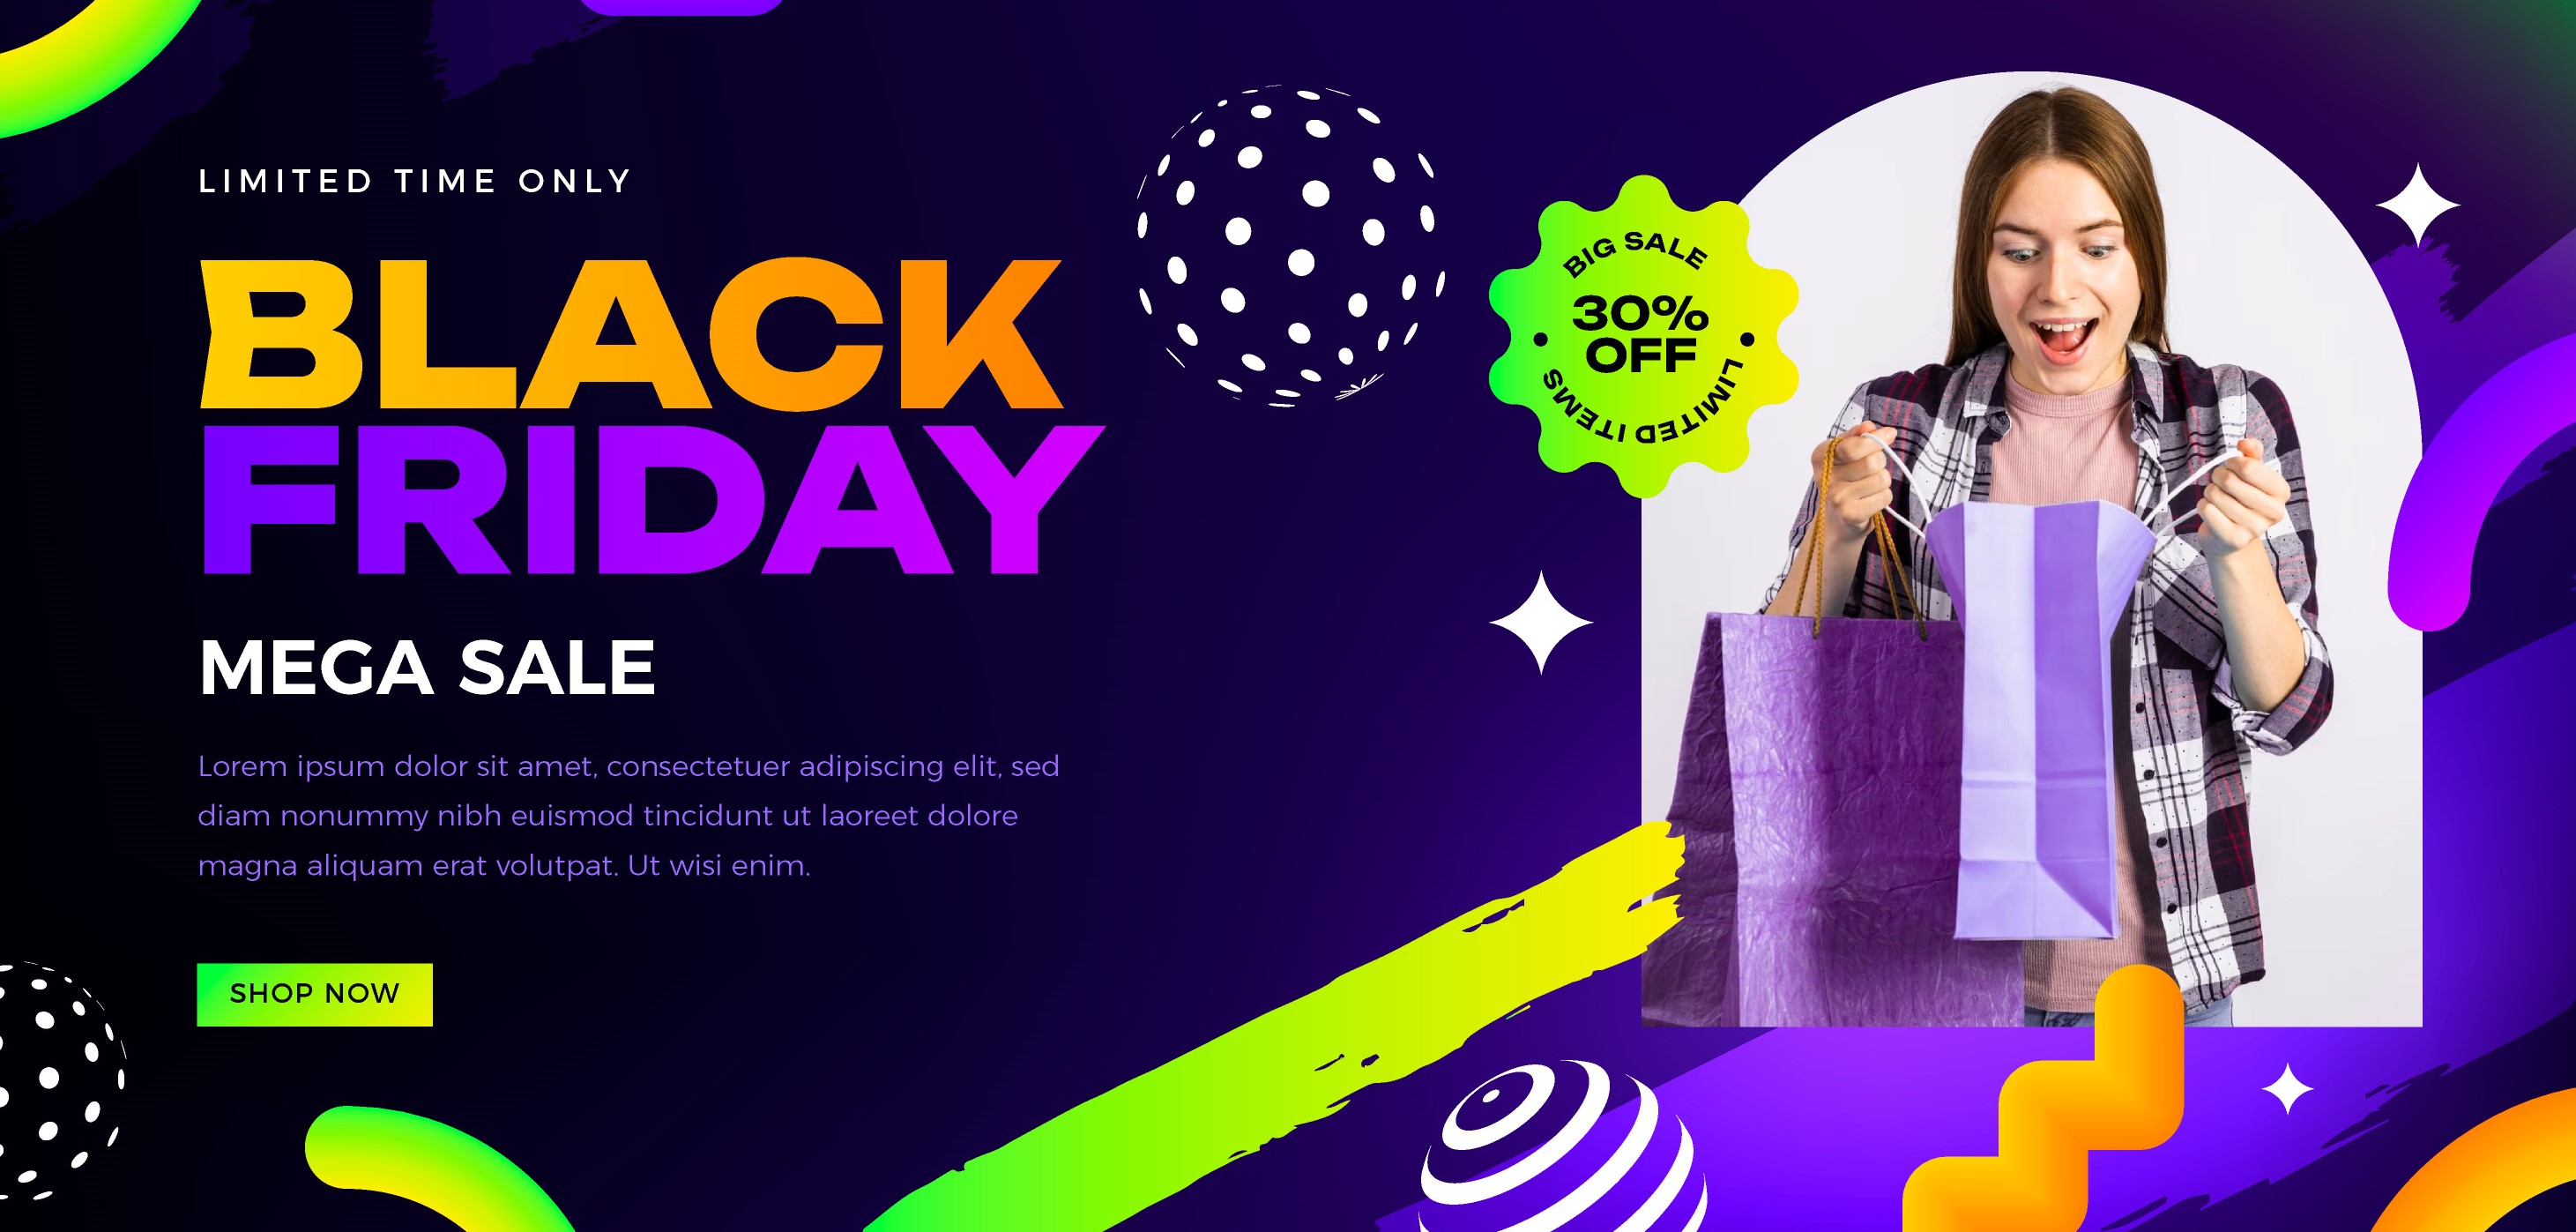 LIMITED TIME ONLY
BLACK
FRIDAY
MEGA SALE
Lorem ipsum dolor sit amet, consectetuer adipiscing elit, sed
diam nonummy nibh euismod tincidunt ut laoreet dolore
magna aliquam erat volutpat. Ut wisi enim.
SHOP NOW
BIG SALE
30%
OFF
LIMITED ITEMS